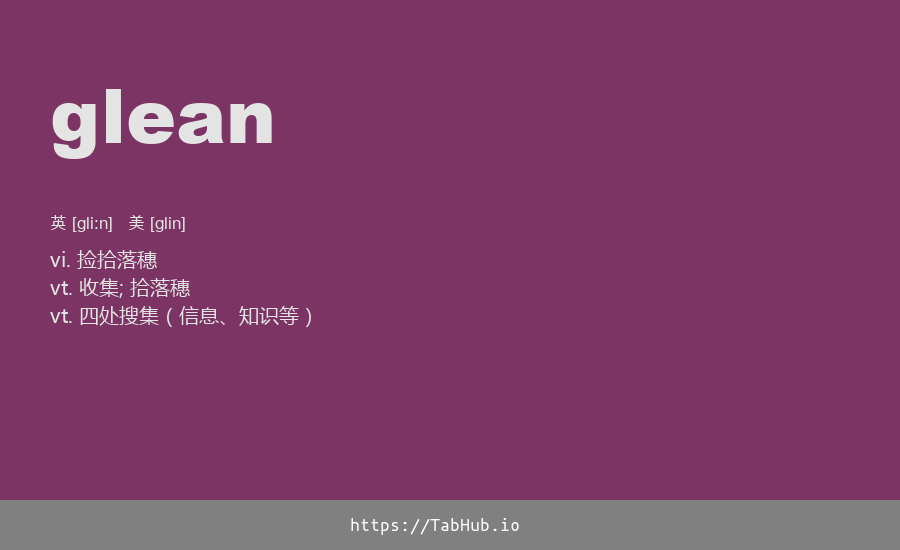 glean
英 [gli:n] 美 [glin]
vi. 捡拾落穗
vt. 收集; 拾落穗
vt. 四处搜集（信息、知识等）
https://TabHub.io